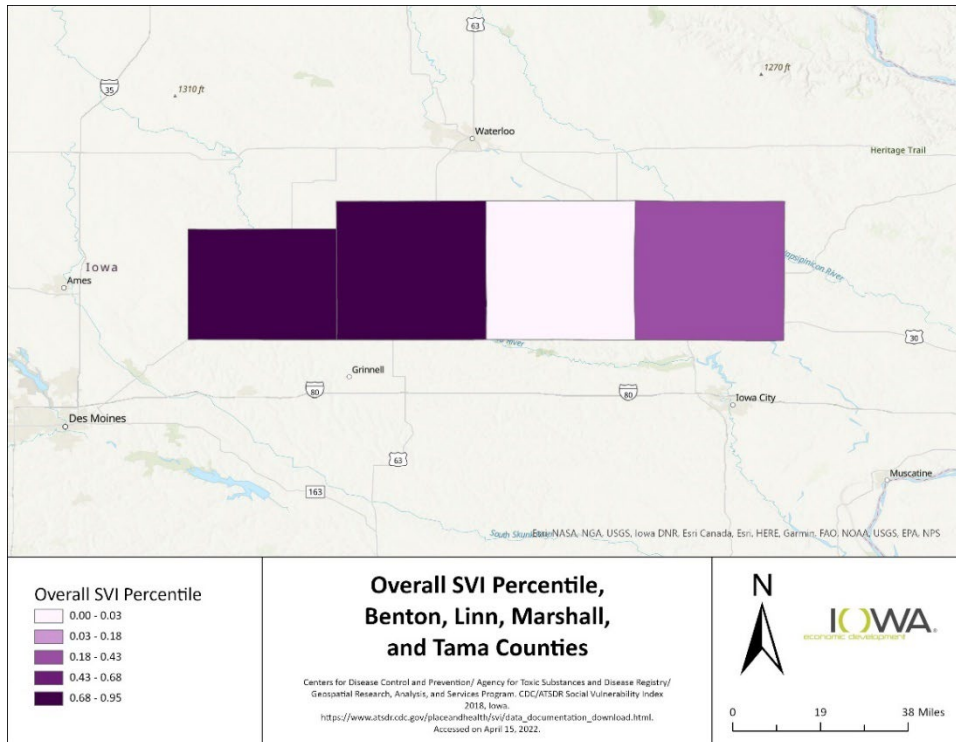 63
35
1310 ft
1270 ft
Waterloo
Heritage Trail
Iowa
Ames
Wapsipinicon River
30
River
Grinnell
80
80
Iowa City
Des Moines
63
Muscatine
163
South Skunk
Esri, NASA, NGA, USGS, Iowa DNR, Esri Canada, Esri, HERE, Garmin, FAO, NOAA, USGS, EPA, NPS
Overall SVI Percentile
0.00 - 0.03
0.03 - 0.18
0.18 - 0.43
0.43 - 0.68
0.68 - 0.95
Overall SVI Percentile,
Benton, Linn, Marshall,
and Tama Counties
Centers for Disease Control and Prevention/ Agency for Toxic Substances and Disease Registry/
Geospatial Research, Analysis, and Services Program. CDC/ATSDR Social Vulnerability Index
2018, Iowa.
https://www.atsdr.cdc.gov/placeandhealth/svi/data_documentation_download.html.
Accessed on April 15, 2022.
N
IOWA®
economic development
0 19 38 Miles